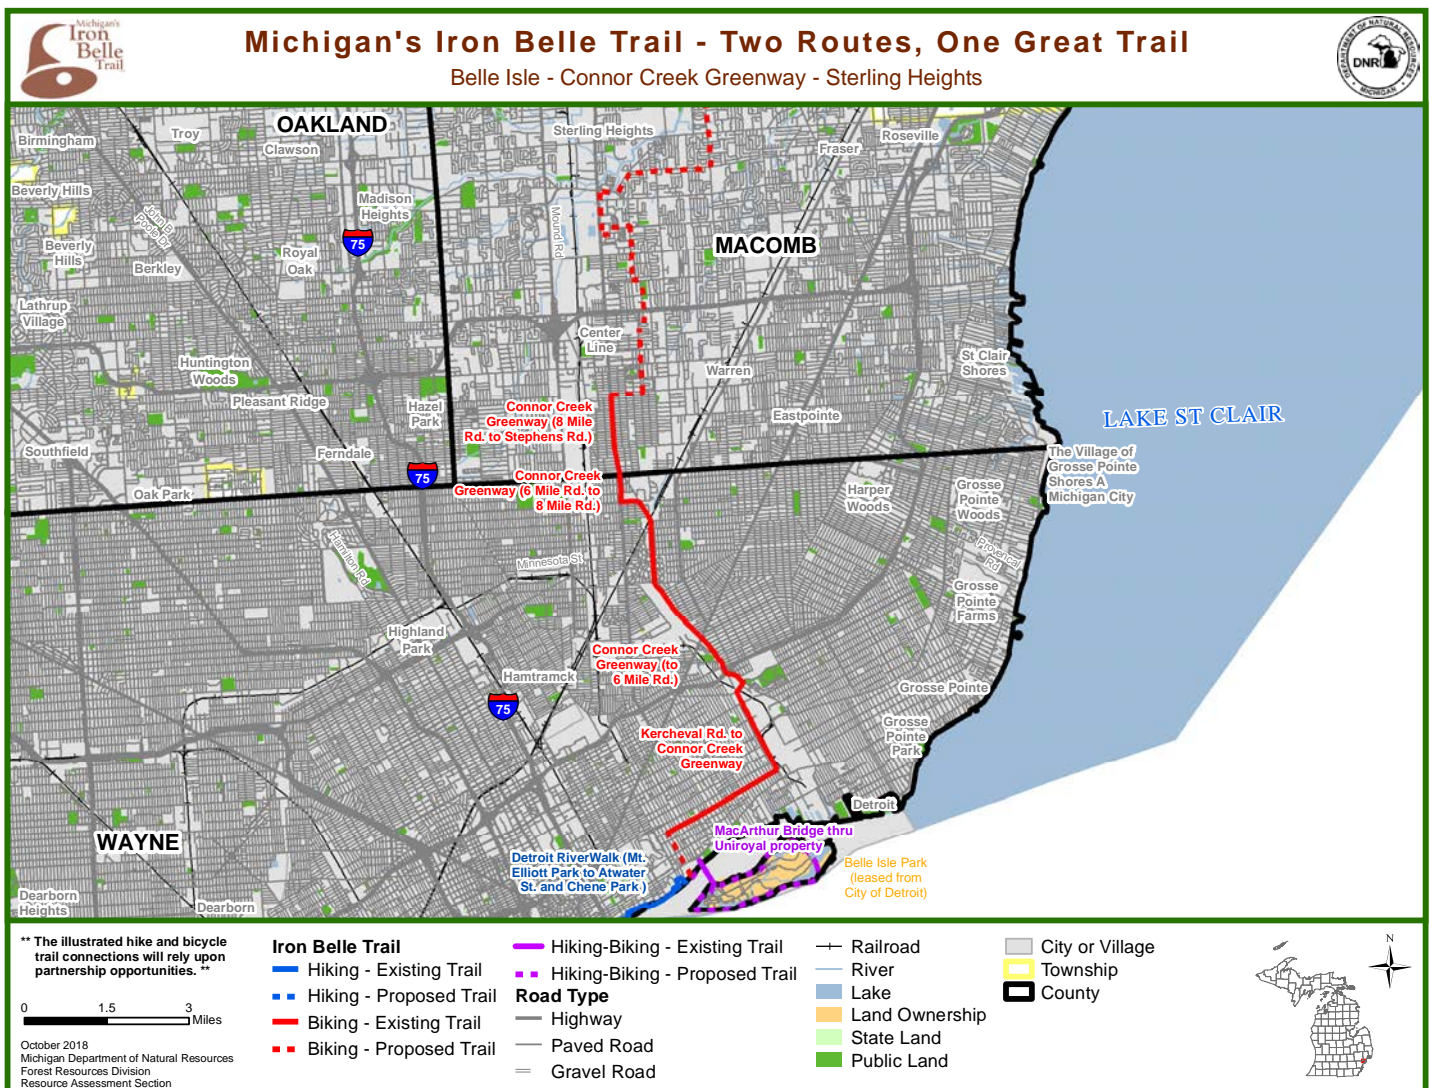 Michigan's
Iron
Belle
Trail
Michigan's Iron Belle Trail - Two Routes, One Great Trail
Belle Isle - Connor Creek Greenway - Sterling Heights
DEPARTMENT OF NATURAL RESOURCES
DNR
MICHIGAN
OAKLAND
Birmingham
Troy
Clawson
Sterling Heights
Roseville
Fraser
Beverly Hills
Madison
Heights
John B
Poole Dr
Mound Rd
75
MACOMB
Beverly
Hills
Royal
Oak
Berkley
Lathrup
Village
Center
Line
Huntington
Woods
St Clair
Shores
Warren
Pleasant Ridge
Hazel
Park
Connor Creek
Greenway (8 Mile
Rd. to Stephens Rd.)
Eastpointe
LAKE ST CLAIR
Southfield
Ferndale
The Village of
Grosse Pointe
Shores A
Michigan City
75
Connor Creek
Greenway (6 Mile Rd. to
8 Mile Rd.)
Oak Park
Harper
Woods
Grosse
Pointe
Woods
Hamilton Rd
Minnesota St
Provencal
Rd
Grosse
Pointe
Farms
Highland
Park
Connor Creek
Greenway (to
6 Mile Rd.)
Hamtramck
Grosse Pointe
75
Kercheval Rd. to
Connor Creek
Greenway
Grosse
Pointe
Park
Detroit
WAYNE
MacArthur Bridge thru
Uniroyal property
Detroit RiverWalk (Mt.
Elliott Park to Atwater
St. and Chene Park )
Belle Isle Park
(leased from
City of Detroit)
Dearborn
Heights
Dearborn
** The illustrated hike and bicycle
trail connections will rely upon
partnership opportunities. **
0 1.5 3
Miles
October 2018
Michigan Department of Natural Resources
Forest Resources Division
Resource Assessment Section
Iron Belle Trail
Hiking - Existing Trail
Hiking - Proposed Trail
Biking - Existing Trail
Biking - Proposed Trail
Hiking-Biking - Existing Trail
Hiking-Biking - Proposed Trail
Road Type
Highway
Paved Road
Gravel Road
Railroad
River
Lake
Land Ownership
State Land
Public Land
City or Village
Township
County
N